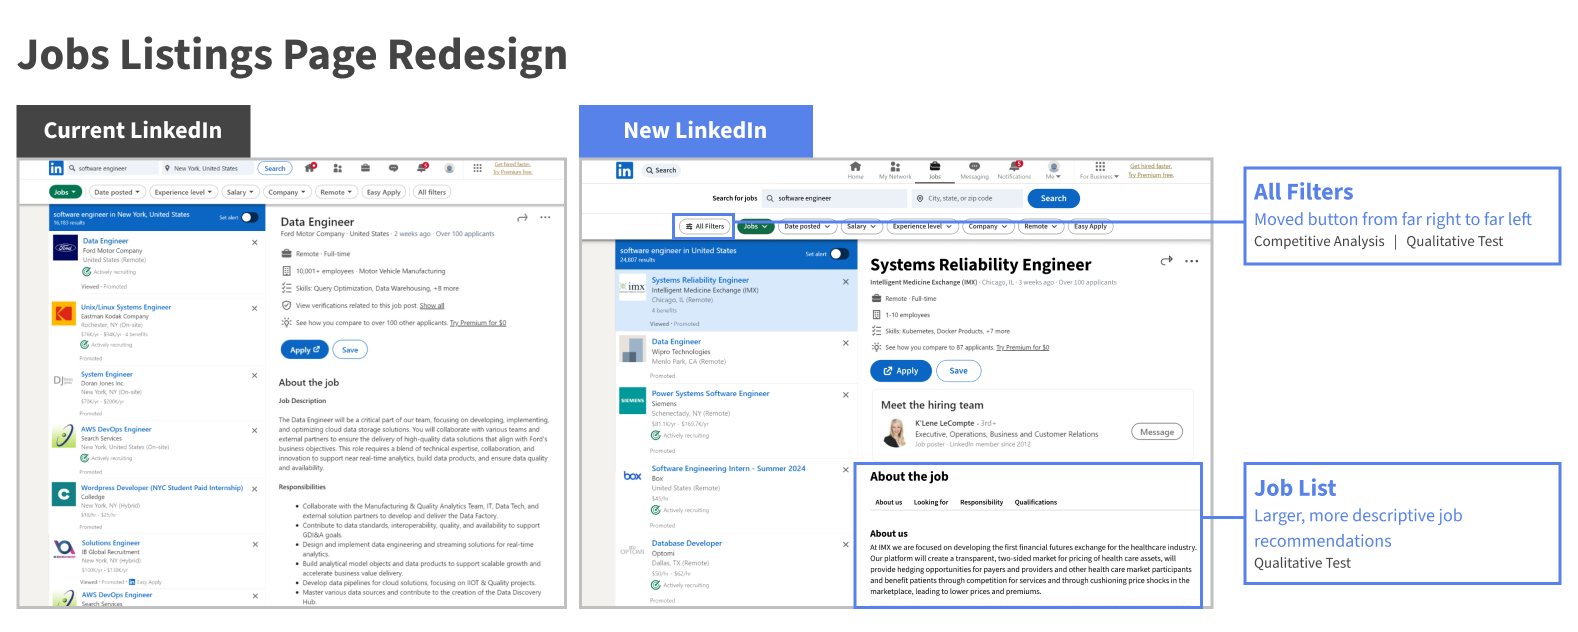 Jobs Listings Page Redesign
Current LinkedIn
in
software engineer
New York, United States
Search
Get hired faster.
Try Premium free.
Jobs
Date posted
Experience level
Salary
Company
Remote
Easy Apply
All filters
software engineer in New York, United States
16,183 results
Set alert
Data Engineer
Ford Motor Company
United States (Remote)
Actively recruiting
Viewed · Promoted
Unix/Linux Systems Engineer
Eastman Kodak Company
Rochester, NY (On-site)
Actively recruiting
Promoted
System Engineer
Doran Jones Inc.
New York, NY (On-site)
$70K/yr - $200K/yr
Promoted
AWS DevOps Engineer
Search Services
New York, United States (On-site)
Actively recruiting
Promoted
Wordpress Developer (NYC Student Paid Internship)
Colledge
New York, NY (Hybrid)
Promoted
Solutions Engineer
IB Global Recruitment
New York, NY (Hybrid)
Viewed · Promoted · in Easy Apply
AWS DevOps Engineer
Search Services
Data Engineer
Ford Motor Company · United States · 2 weeks ago · Over 100 applicants
Remote · Full-time
10,001+ employees · Motor Vehicle Manufacturing
Skills: Query Optimization, Data Warehousing, +8 more
View verifications related to this job post. Show all
See how you compare to over 100 other applicants. Try Premium for $0
Apply
Save
About the job
Job Description
The Data Engineer will be a critical part of our team, focusing on developing, implementing,
and optimizing cloud data storage solutions. You will collaborate with various teams and
external partners to ensure the delivery of high-quality data solutions that align with Ford's
business objectives. This role requires a blend of technical expertise, collaboration, and
innovation to support near real-time analytics, build data products, and ensure data quality
and availability.
Responsibilities
• Collaborate with the Manufacturing & Quality Analytics Team, IT, Data Tech, and
external solution partners to develop and deliver the Data Factory.
• Contribute to data standards, interoperability, quality, and availability to support
GDI&A goals.
• Design and implement data engineering and streaming solutions for real-time
analytics.
• Build analytical model objects and data products to support scalable growth and
accelerate business value delivery.
• Develop data pipelines for cloud solutions, focusing on IIOT & Quality projects.
• Master various data sources and contribute to the creation of the Data Discovery
Hub.
New LinkedIn
in
Search
Home
My Network
Jobs
Messaging
Notifications
Me
For Business
Get hired faster.
Try Premium free.
Search for jobs
software engineer
City, state, or zip code
Search
All Filters
Jobs
Date posted
Salary
Experience level
Company
Remote
Easy Apply
software engineer in United States
24,807 results
Set alert
imx
Systems Reliability Engineer
Intelligent Medicine Exchange (IMX)
Chicago, IL (Remote)
4 benefits
Viewed · Promoted
Data Engineer
Wipro Technologies
Menlo Park, CA (Remote)
Promoted
SIEMENS
Power Systems Software Engineer
Siemens
Schenectady, NY (Remote)
$81.1K/yr - $160.7K/yr
Actively recruiting
Promoted
box
Software Engineering Intern - Summer 2024
Box
United States (Remote)
$45/hr
Actively recruiting
Promoted
OPTOMI
Database Developer
Optomi
Dallas, TX (Remote)
$50/hr - $62/hr
Actively recruiting
Promoted
Systems Reliability Engineer
Intelligent Medicine Exchange (IMX) · Chicago, IL · 3 weeks ago · Over 100 applicants
Remote · Full-time
1-10 employees
Skills: Kubernetes, Docker Products, +7 more
See how you compare to 87 applicants. Try Premium for $0
Apply
Save
Meet the hiring team
K'Lene LeCompte · 3rd+
Executive, Operations, Business and Customer Relations
Job poster · LinkedIn member since 2012
Message
About the job
About us
Looking for
Responsibility
Qualifications
About us
At IMX we are focused on developing the first financial futures exchange for the healthcare industry.
Our platform will create a transparent, two-sided market for pricing of health care assets, will
provide hedging opportunities for payers and providers and other health care market participants
and benefit patients through competition for services and through cushioning price shocks in the
marketplace, leading to lower prices and premiums.
All Filters
Moved button from far right to far left
Competitive Analysis | Qualitative Test
Job List
Larger, more descriptive job
recommendations
Qualitative Test